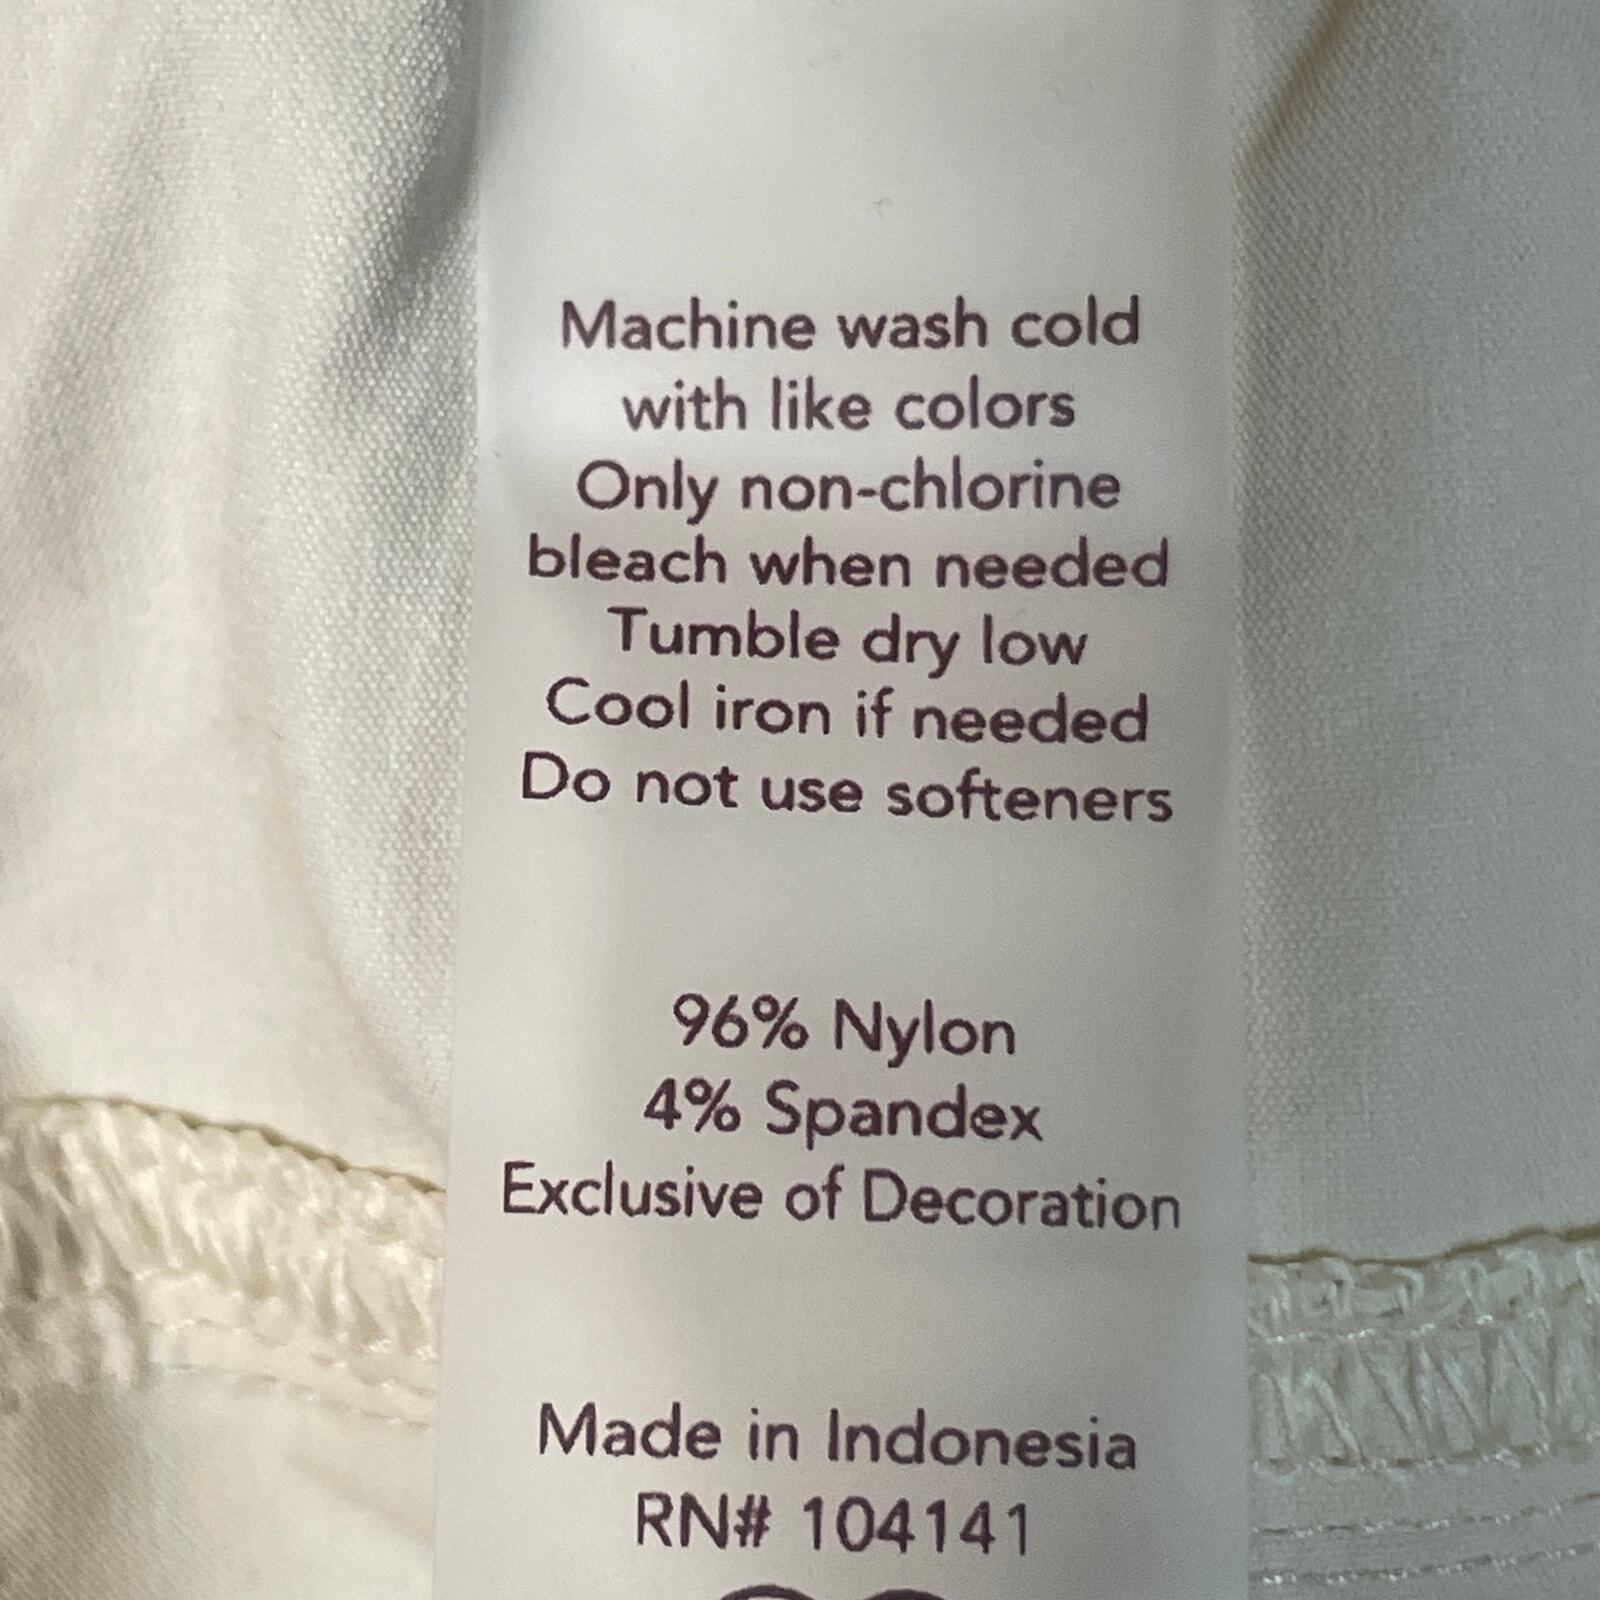 Machine wash cold
with like colors
Only non-chlorine
bleach when needed
Tumble dry low
Cool iron if needed
Do not use softeners
96% Nylon
4% Spandex
Exclusive of Decoration
Made in Indonesia
RN# 104141